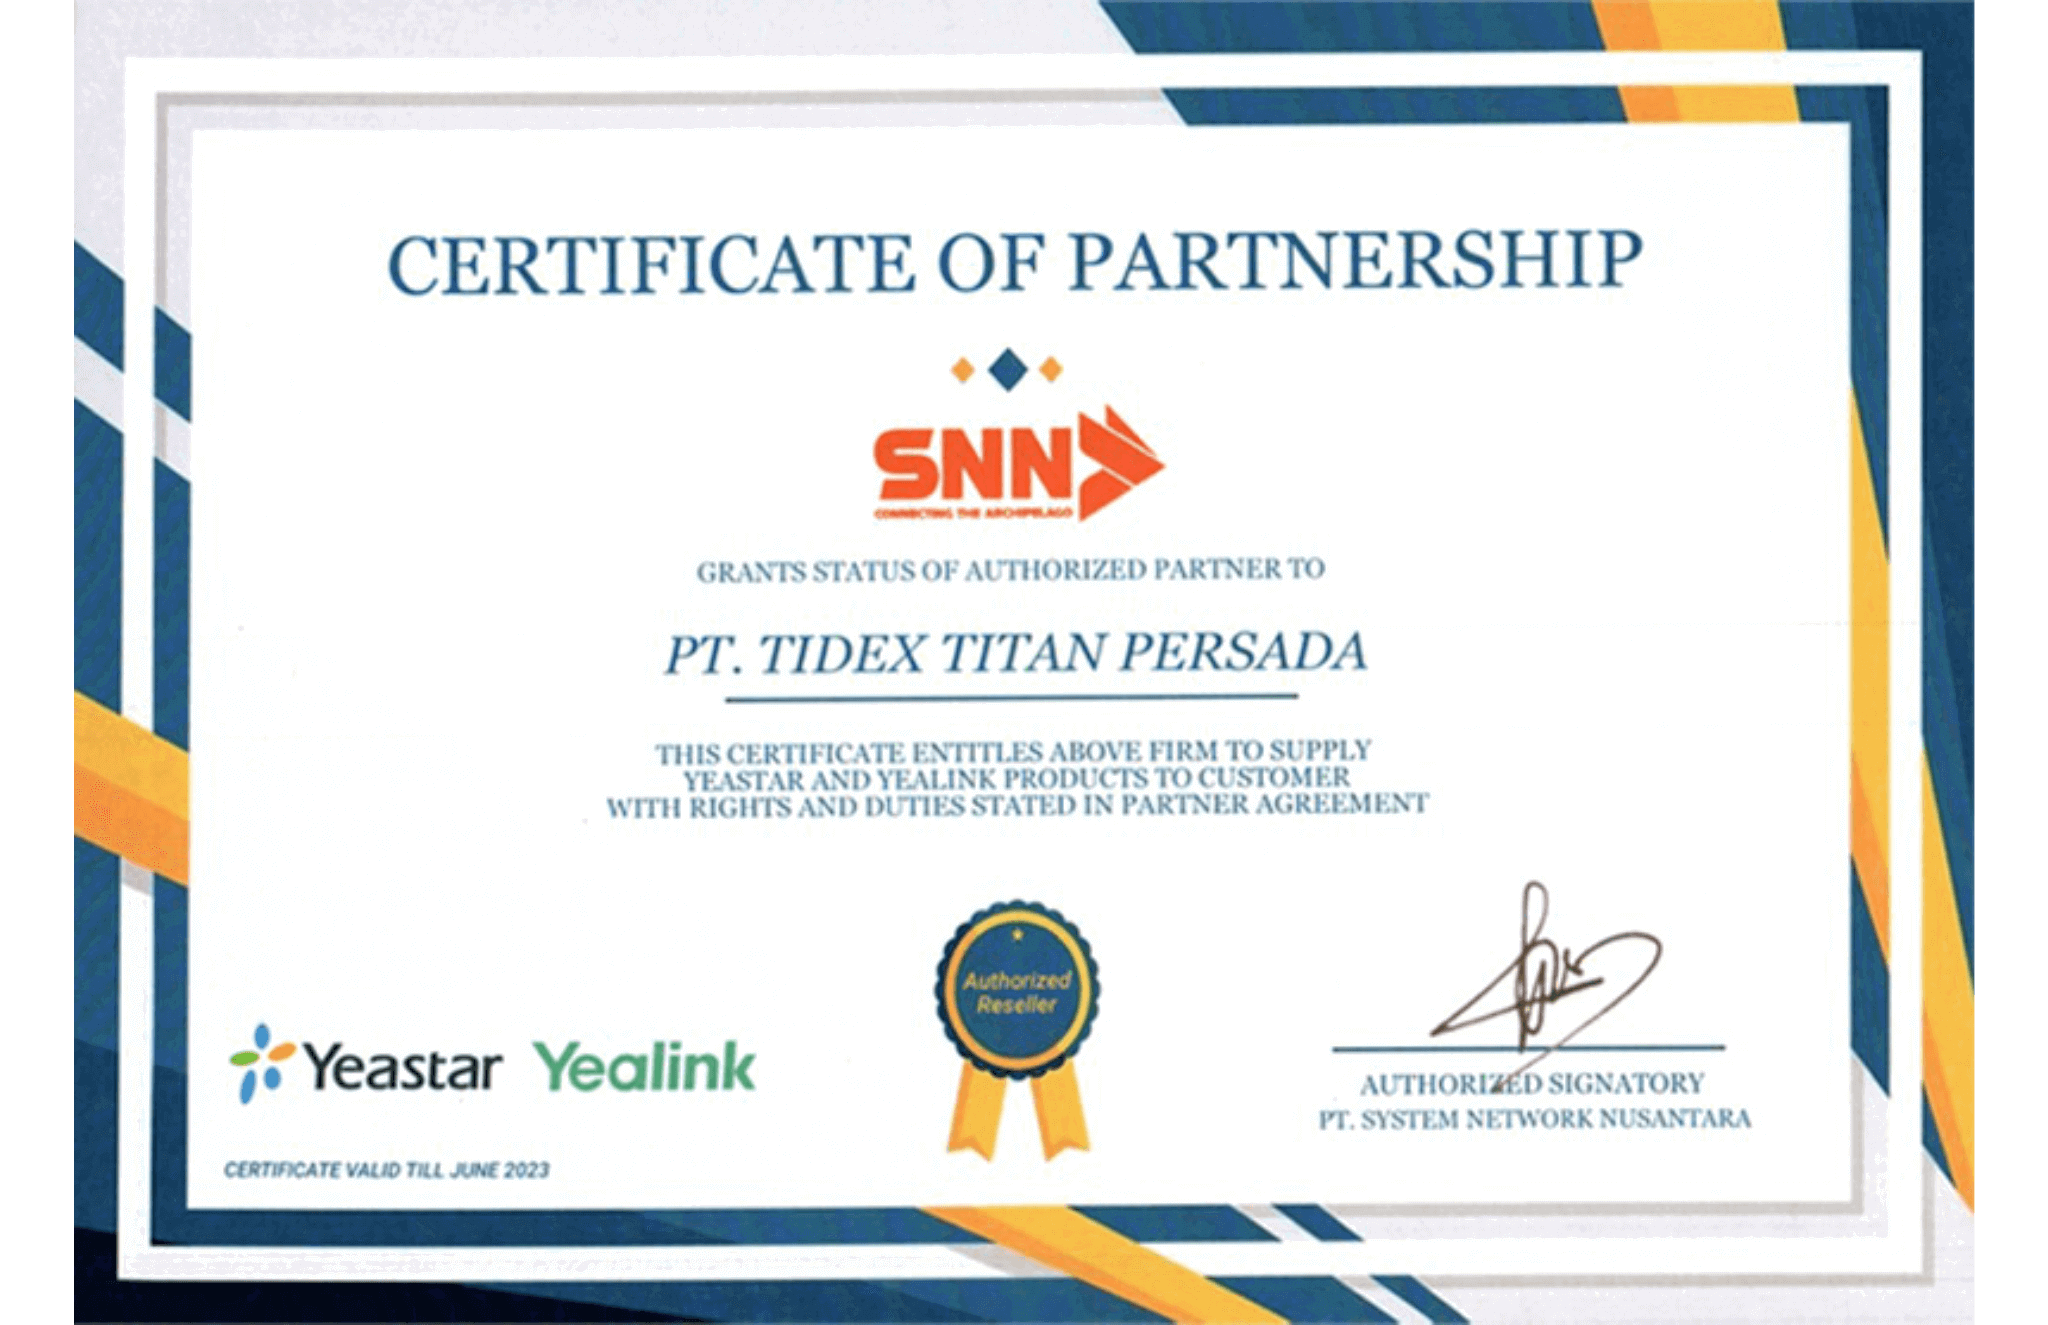 CERTIFICATE OF PARTNERSHIP
SNN
CONNECTING THE ARCHIPELAGO
GRANTS STATUS OF AUTHORIZED PARTNER TO
PT. TIDEX TITAN PERSADA
THIS CERTIFICATE ENTITLES ABOVE FIRM TO SUPPLY
YEASTAR AND YEALINK PRODUCTS TO CUSTOMER
WITH RIGHTS AND DUTIES STATED IN PARTNER AGREEMENT
Authorized
Reseller
Yeastar Yealink
AUTHORIZED SIGNATORY
PT. SYSTEM NETWORK NUSANTARA
CERTIFICATE VALID TILL JUNE 2023